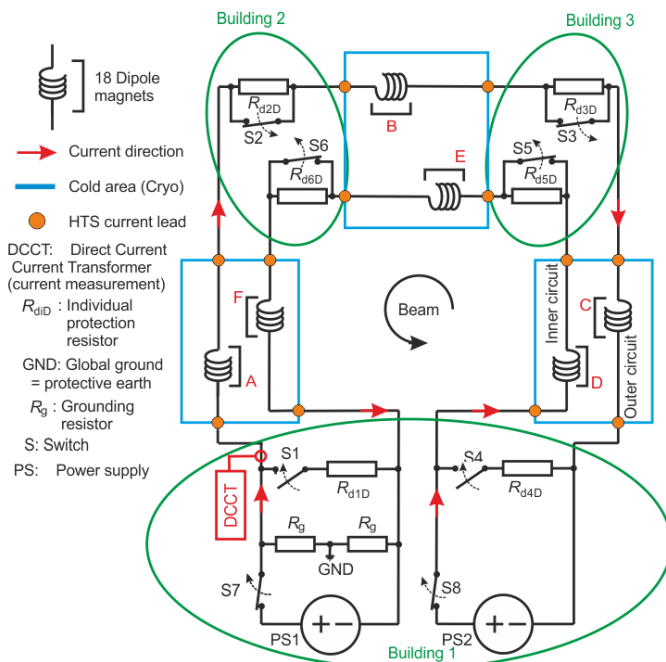 Building 2
Building 3
18 Dipole
magnets
Rd2D
S2
B
Rd3D
S3
S6
Rd6D
E
S5
Rd5D
Current direction
Cold area (Cryo)
HTS current lead
DCCT: Direct Current
Current Transformer
(current measurement)
RdiD : Individual
protection
resistor
GND: Global ground
= protective earth
Rg : Grounding
resistor
S: Switch
PS: Power supply
F
A
Beam
Inner circuit
C
D
Outer circuit
S1
Rd1D
DCCT
S4
Rd4D
Rg
Rg
GND
S7
PS1
+ −
S8
PS2
+ −
Building 1